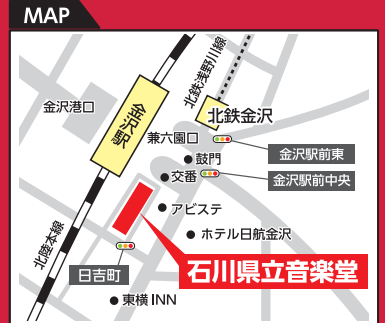 MAP
北鉄浅野川線
金沢港口
金沢駅
北鉄金沢
兼六園口
鼓門
金沢駅前東
交番
金沢駅前中央
アビステ
ホテル日航金沢
北陸本線
石川県立音楽堂
日吉町
東横INN